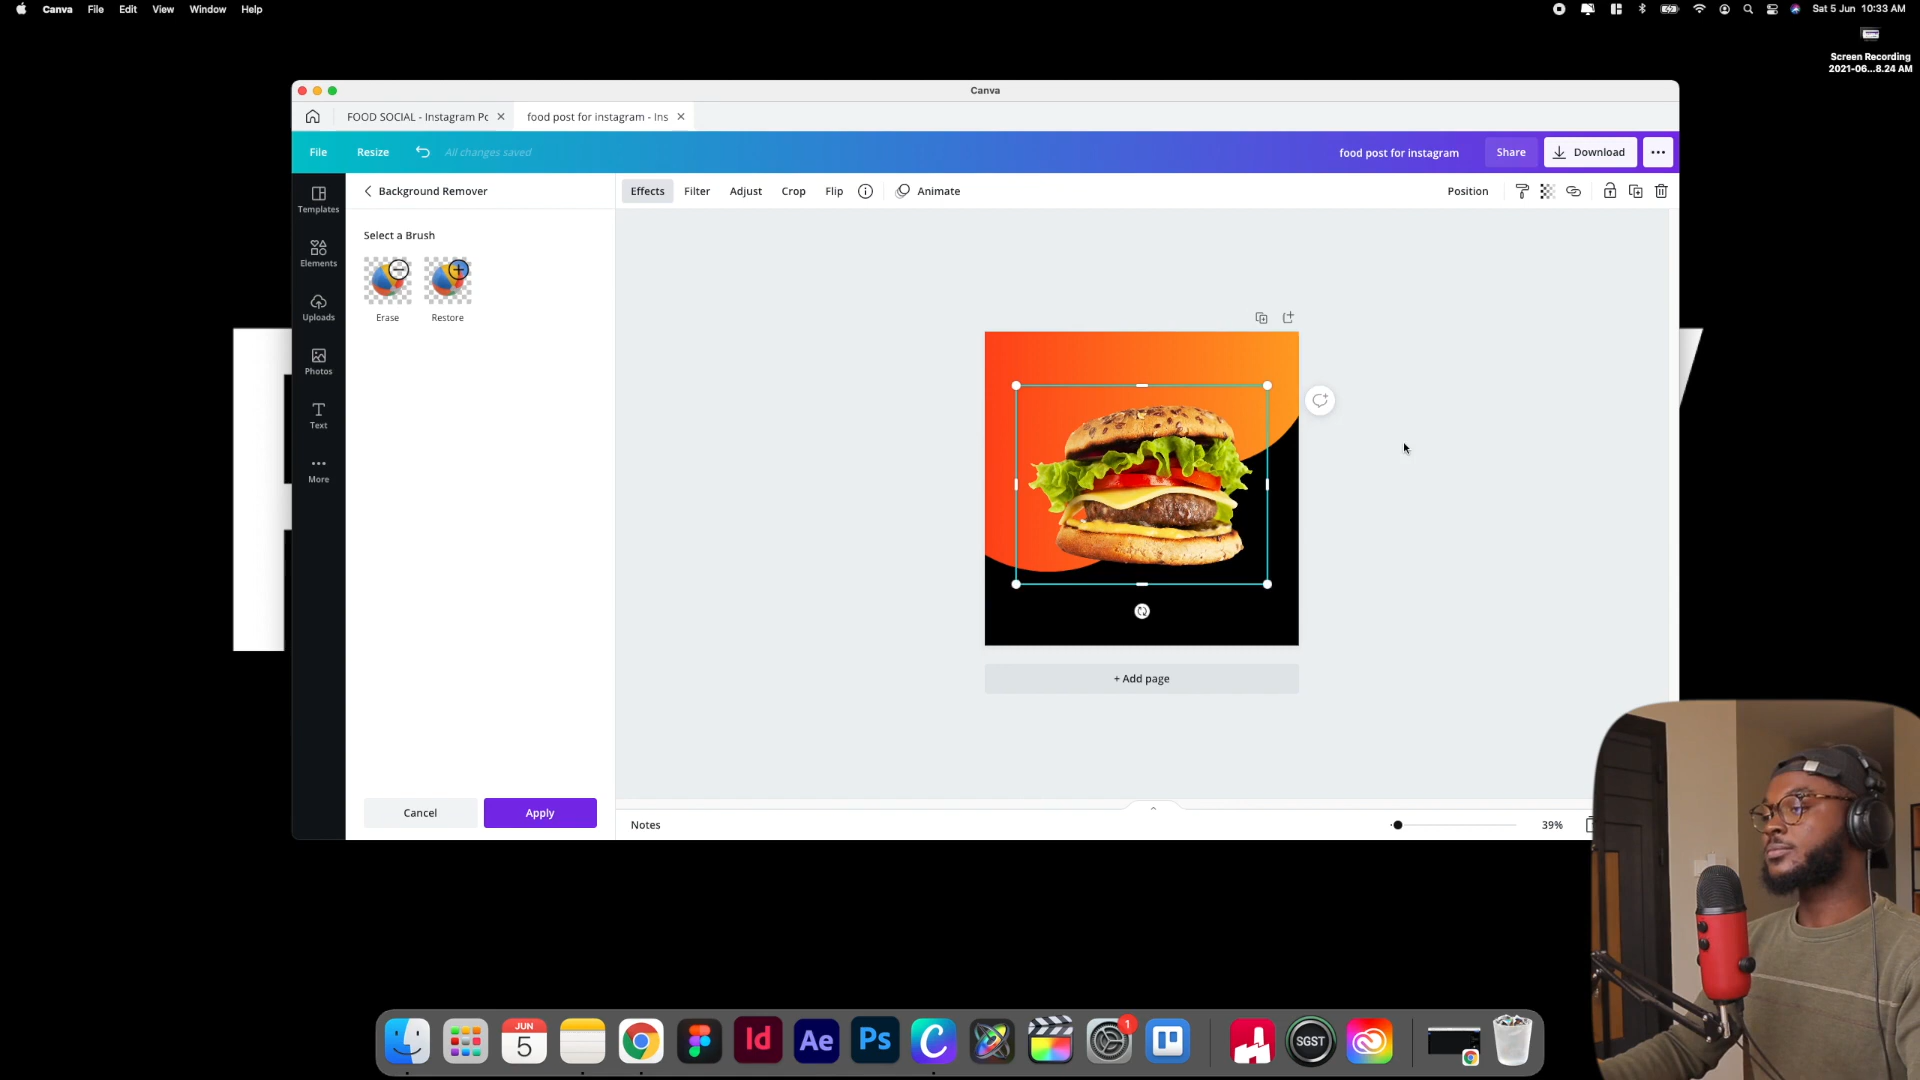 Canva File Edit View Window Help
Sat 5 Jun 10:33 AM
Screen Recording
2021-06...8.24 AM
Canva
FOOD SOCIAL - Instagram Pc
food post for instagram - Ins
File Resize All changes saved
food post for instagram Share Download
Background Remover
Effects Filter Adjust Crop Flip Animate Position
Templates
Elements
Uploads
Photos
Text
More
Select a Brush
Erase Restore
+ Add page
Cancel Apply
Notes
39%
JUN
5
Id
Ae
Ps
C
1
SGST